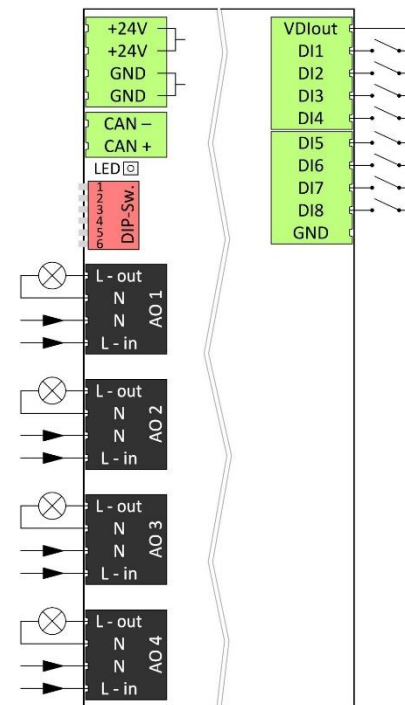 +24V
+24V
GND
GND
CAN –
CAN +
LED
1
2
3
4
5
6
DIP-Sw.
L - out
N
N
L - in
AO 1
L - out
N
N
L - in
AO 2
L - out
N
N
L - in
AO 3
L - out
N
N
L - in
AO 4
VDIout
DI1
DI2
DI3
DI4
DI5
DI6
DI7
DI8
GND